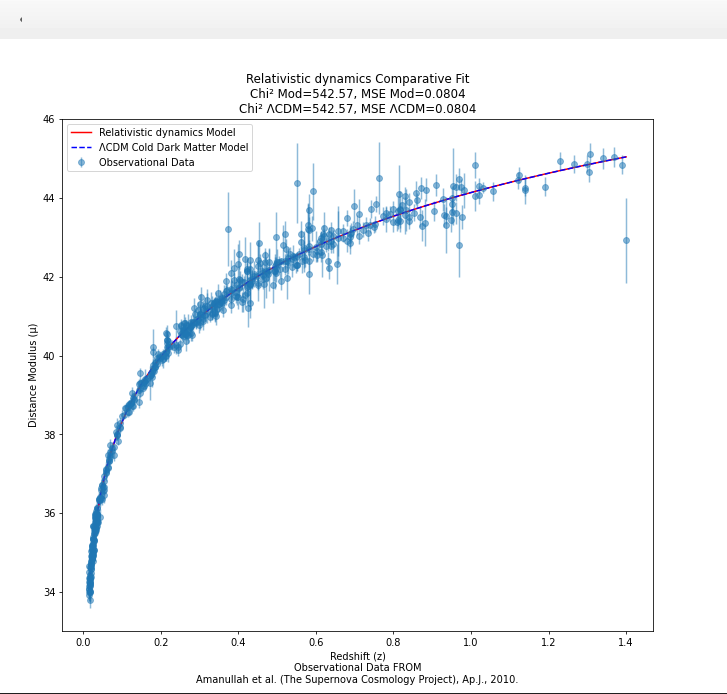 Relativistic dynamics Comparative Fit
Chi² Mod=542.57, MSE Mod=0.0804
Chi² ΛCDM=542.57, MSE ΛCDM=0.0804
Relativistic dynamics Model
ΛCDM Cold Dark Matter Model
Observational Data
Distance Modulus (μ)
46
44
42
40
38
36
34
0.0 0.2 0.4 0.6 0.8 1.0 1.2 1.4
Redshift (z)
Observational Data FROM
Amanullah et al. (The Supernova Cosmology Project), Ap.J., 2010.